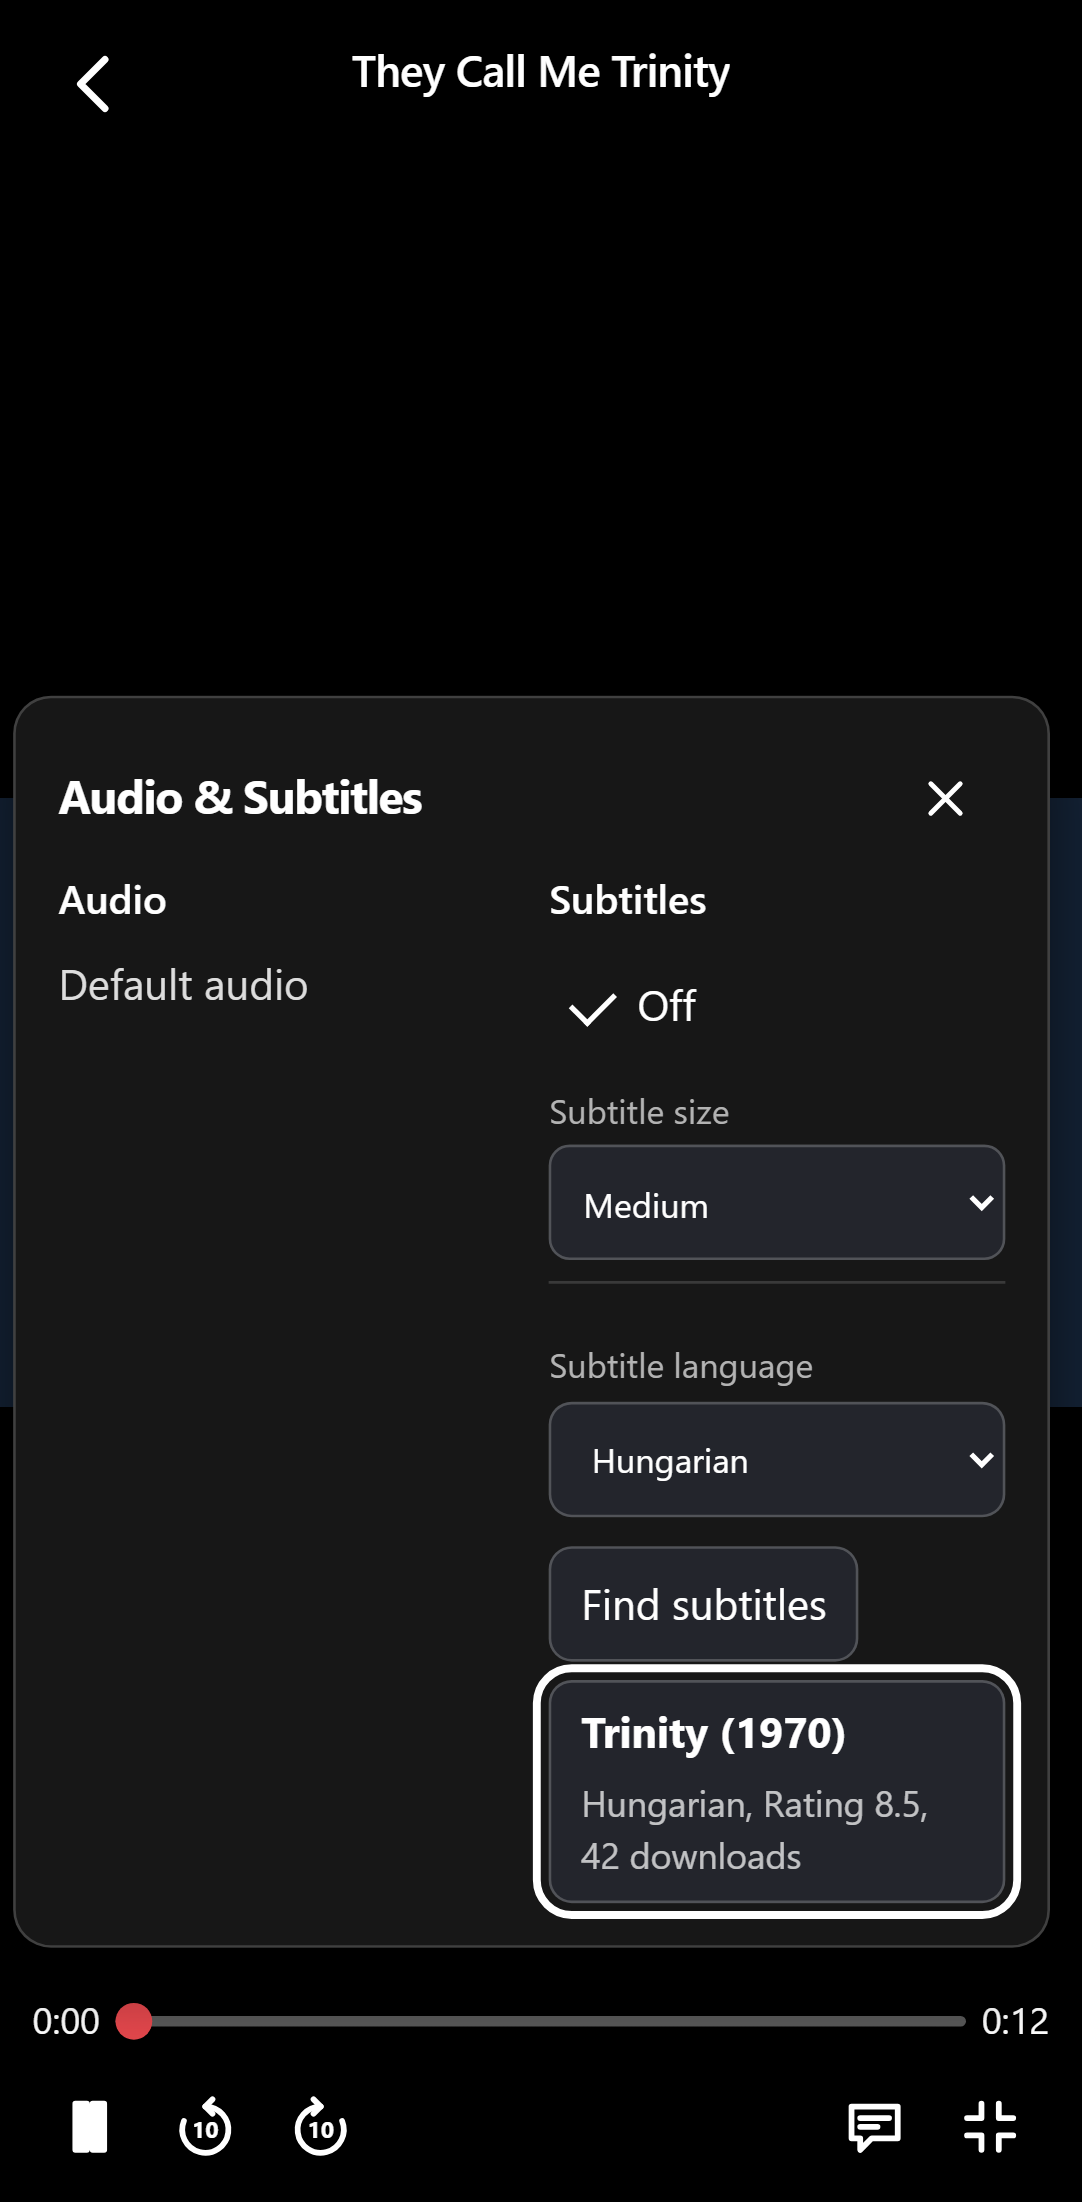 They Call Me Trinity
Audio & Subtitles
Audio
Default audio
Subtitles
Off
Subtitle size
Medium
Subtitle language
Hungarian
Find subtitles
Trinity (1970)
Hungarian, Rating 8.5,
42 downloads
0:00
0:12
10
10